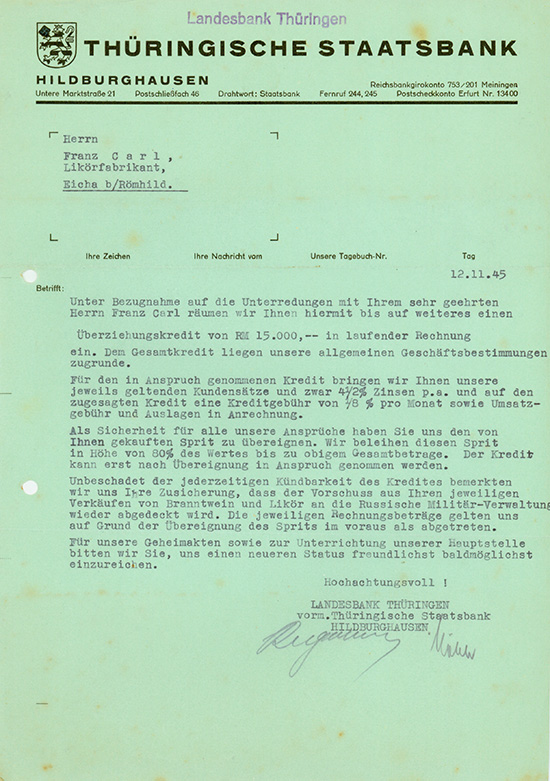 Landesbank Thüringen
THÜRINGISCHE STAATSBANK
HILDBURGHAUSEN
Reichsbankgirokonto 753/201 Meiningen
Untere Marktstraße 21 Postschließfach 46 Drahtwort: Staatsbank Fernruf 244, 245 Postscheckkonto Erfurt Nr. 13400
Herrn
Franz C a r l ,
Likörfabrikant,
Eicha b/Römhild.
Ihre Zeichen Ihre Nachricht vom Unsere Tagebuch-Nr. Tag
12.11.45
Betrifft:
Unter Bezugnahme auf die Unterredungen mit Ihrem sehr geehrten
Herrn Franz Carl räumen wir Ihnen hiermit bis auf weiteres einen
Überziehungskredit von RM 15.000,-- in laufender Rechnung
ein. Dem Gesamtkredit liegen unsere allgemeinen Geschäftsbestimmungen
zugrunde.
Für den in Anspruch genommenen Kredit bringen wir Ihnen unsere
jeweils geltenden Kundensätze und zwar 4½% Zinsen p.a. und auf den
zugesagten Kredit eine Kreditgebühr von ⅛ % pro Monat sowie Umsatz-
gebühr und Auslagen in Anrechnung.
Als Sicherheit für alle unsere Ansprüche haben Sie uns den von
Ihnen gekauften Sprit zu übereignen. Wir beleihen diesen Sprit
in Höhe von 80% des Wertes bis zu obigem Gesamtbetrage. Der Kredit
kann erst nach Übereignung in Anspruch genommen werden.
Unbeschadet der jederzeitigen Kündbarkeit des Kredites bemerkten
wir uns Ihre Zusicherung, dass der Vorschuss aus Ihren jeweiligen
Verkäufen von Branntwein und Likör an die Russische Militär-Verwaltung
wieder abgedeckt wird. Die jeweiligen Rechnungsbeträge gelten uns
auf Grund der Übereignung des Sprits im voraus als abgetreten.
Für unsere Geheimakten sowie zur Unterrichtung unserer Hauptstelle
bitten wir Sie, uns einen neueren Status freundlichst baldmöglichst
einzureichen.
Hochachtungsvoll !
LANDESBANK THÜRINGEN
vorm.Thüringische Staatsbank
HILDBURGHAUSEN